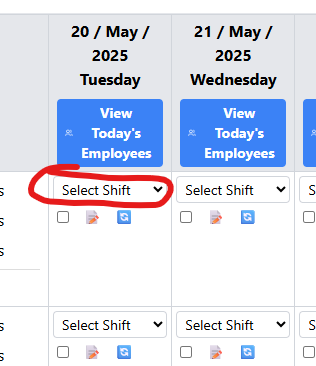 20 / May /
2025
Tuesday
21 / May /
2025
Wednesday
View
Today's
Employees
View
Today's
Employees
Select Shift
Select Shift
Select Shift
Select Shift